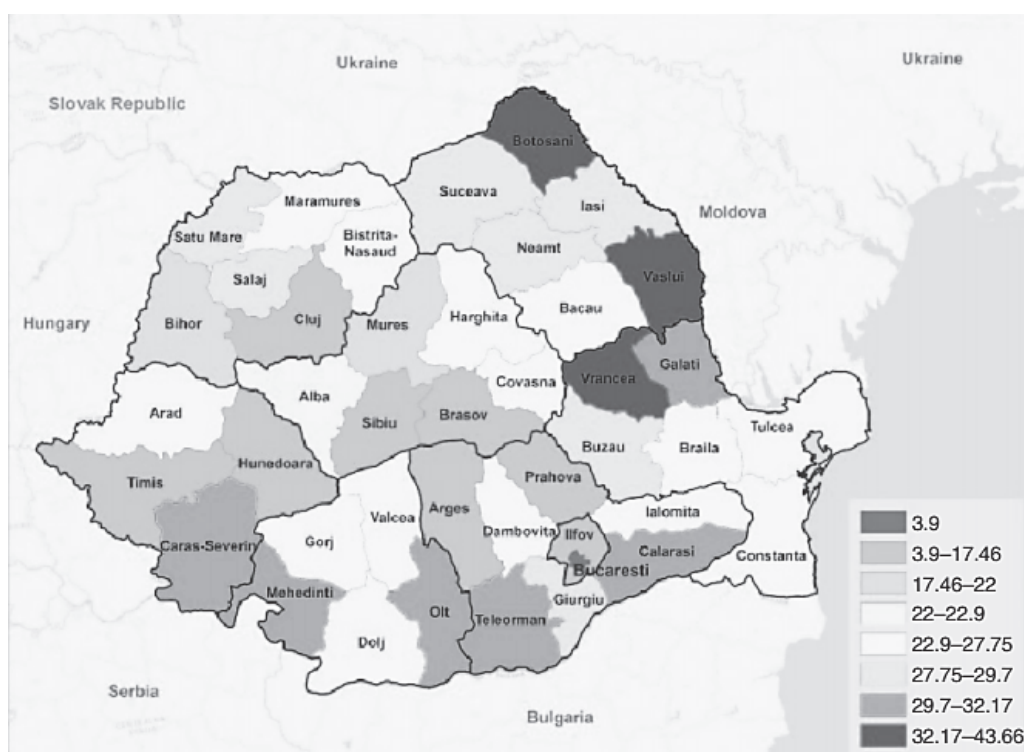 Ukraine
Ukraine
Slovak Republic
Botosani
Suceava
Maramures
Iasi
Moldova
Satu Mare
Bistrita-
Nasaud
Neamt
Salaj
Vaslui
Bacau
Hungary
Bihor
Cluj
Mures
Harghita
Galati
Vrancea
Covasna
Alba
Arad
Sibiu
Brasov
Tulcea
Buzau
Braila
Hunedoara
Timis
Prahova
Valcea
Arges
Ialomita
Dambovita
Ilfov
Gorj
Caras-Severin
Calarasi
Constanta
Bucaresti
Mehedinti
Giurgiu
Olt
Teleorman
Dolj
Serbia
Bulgaria
3.9
3.9–17.46
17.46–22
22–22.9
22.9–27.75
27.75–29.7
29.7–32.17
32.17–43.66